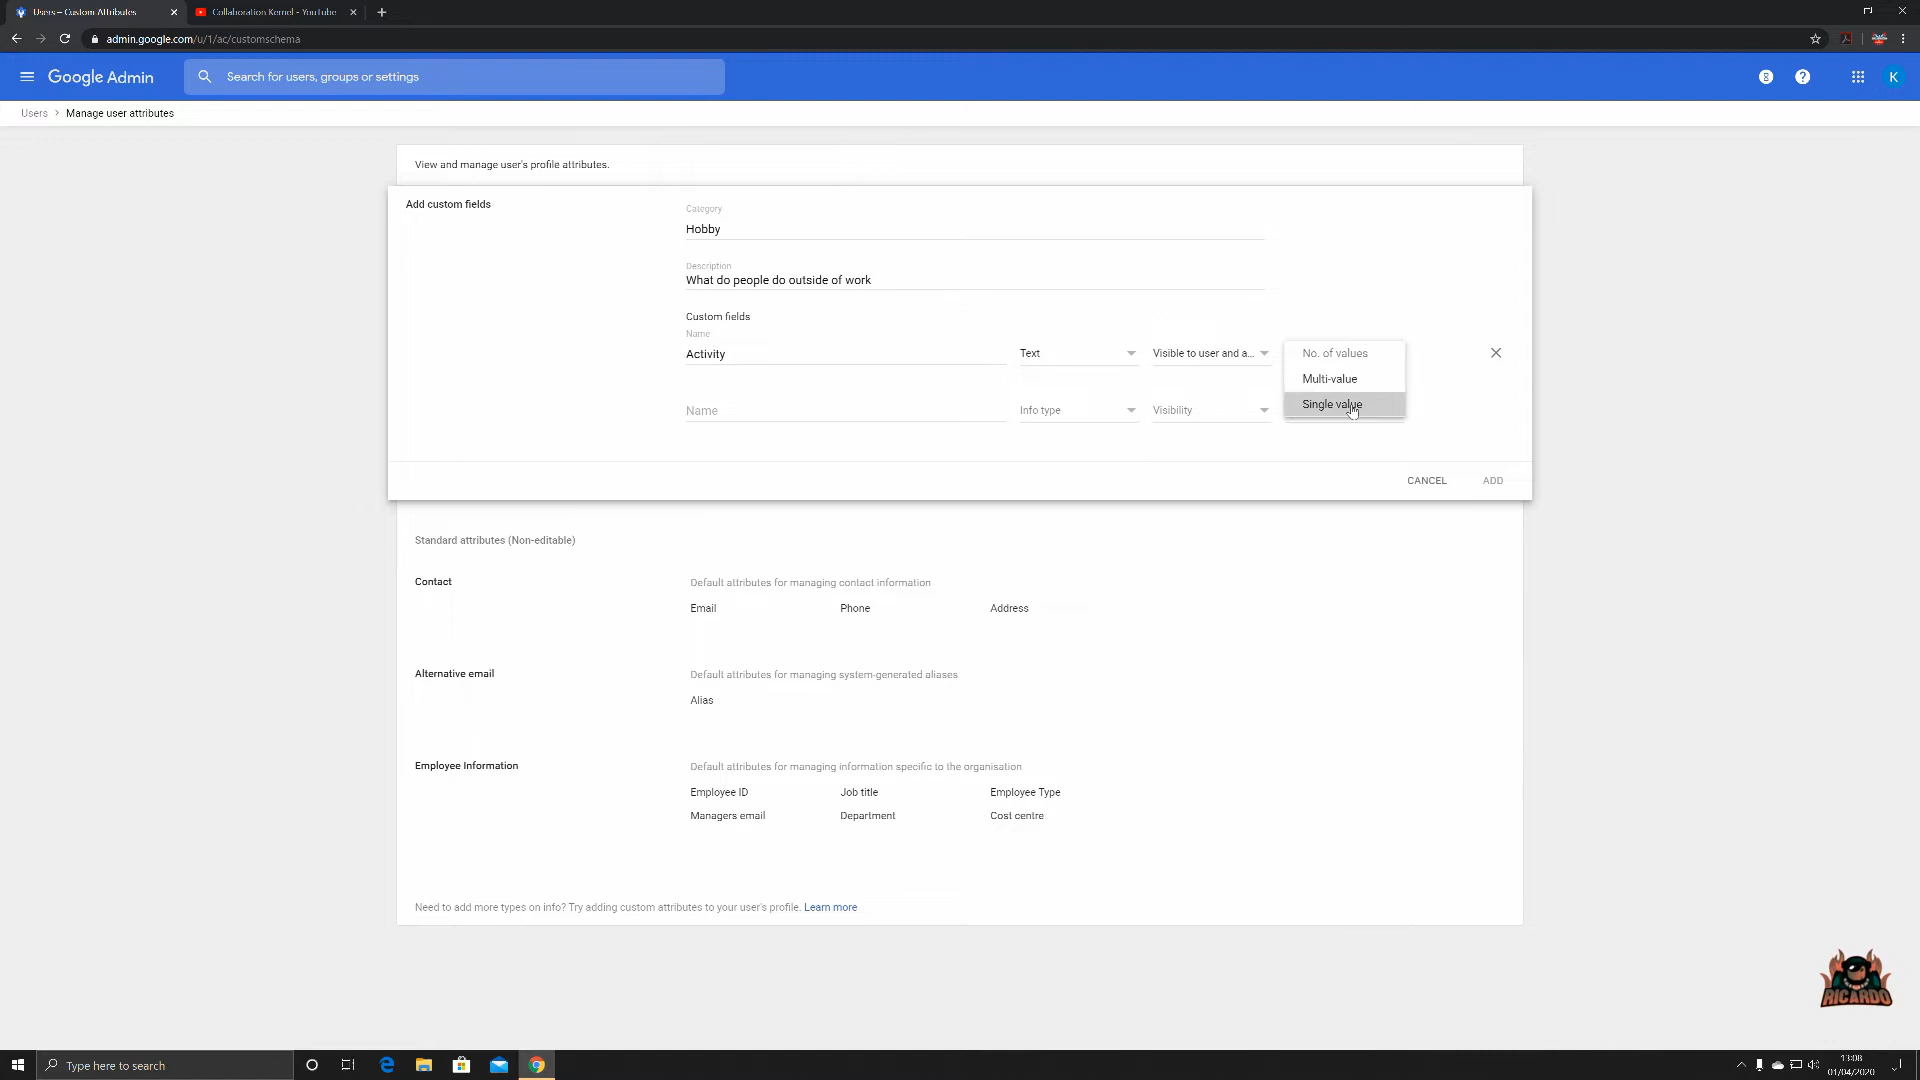 Users – Custom Attributes
Collaboration Kernel - YouTube
admin.google.com/u/1/ac/customschema
Google Admin
Search for users, groups or settings
K
Users > Manage user attributes
View and manage user's profile attributes.
Add custom fields
Category
Hobby
Description
What do people do outside of work
Custom fields
Name
Activity
Text
Visible to user and a...
No. of values
Multi-value
Single value
Name
Info type
Visibility
CANCEL
ADD
Standard attributes (Non-editable)
Contact
Default attributes for managing contact information
Email Phone Address
Alternative email
Default attributes for managing system-generated aliases
Alias
Employee Information
Default attributes for managing information specific to the organisation
Employee ID Job title Employee Type
Managers email Department Cost centre
Need to add more types on info? Try adding custom attributes to your user's profile. Learn more
RICARDO
Type here to search
13:08
01/04/2020